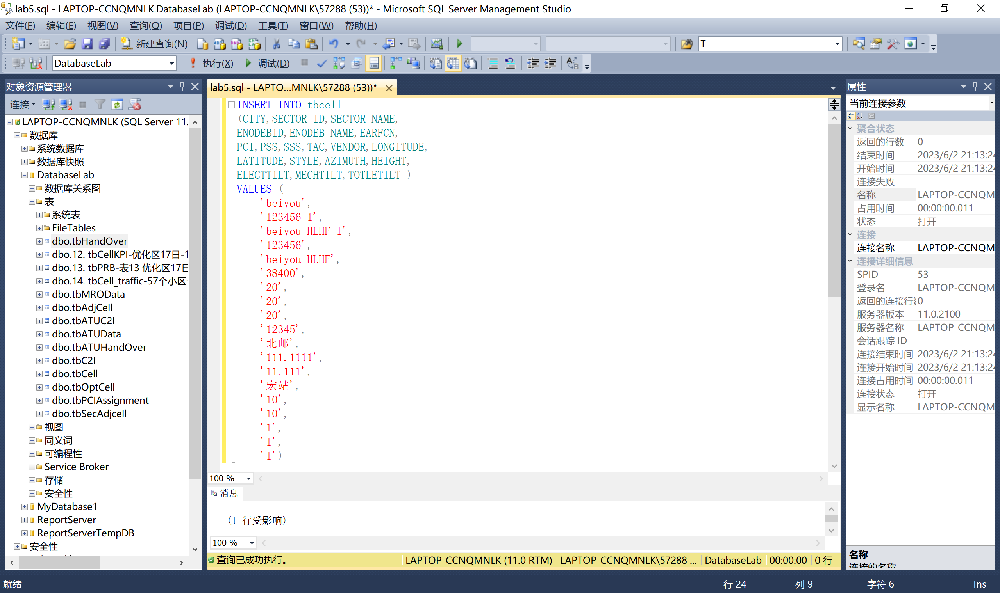 lab5.sql - LAPTOP-CCNQMNLK.DatabaseLab (LAPTOP-CCNQMNLK\57288 (53))* - Microsoft SQL Server Management Studio
文件(F) 编辑(E) 视图(V) 查询(Q) 项目(P) 调试(D) 工具(T) 窗口(W) 帮助(H)
新建查询(N) T
DatabaseLab 执行(X) 调试(D)
对象资源管理器
连接
LAPTOP-CCNQMNLK (SQL Server 11.
数据库
系统数据库
数据库快照
DatabaseLab
数据库关系图
表
系统表
FileTables
dbo.tbHandOver
dbo.12. tbCellKPI-优化区17日-1
dbo.13. tbPRB-表13 优化区17日
dbo.14. tbCell_traffic-57个小区-
dbo.tbMROData
dbo.tbAdjCell
dbo.tbATUC2I
dbo.tbATUData
dbo.tbATUHandOver
dbo.tbC2I
dbo.tbCell
dbo.tbOptCell
dbo.tbPCIAssignment
dbo.tbSecAdjcell
视图
同义词
可编程性
Service Broker
存储
安全性
MyDatabase1
ReportServer
ReportServerTempDB
安全性
lab5.sql - LAPTO...MNLK\57288 (53))*
INSERT INTO tbcell
(CITY,SECTOR_ID,SECTOR_NAME,
ENODEBID,ENODEB_NAME,EARFCN,
PCI,PSS,SSS,TAC,VENDOR,LONGITUDE,
LATITUDE,STYLE,AZIMUTH,HEIGHT,
ELECTTILT,MECHTILT,TOTLETILT )
VALUES (
'beiyou',
'123456-1',
'beiyou-HLHF-1',
'123456',
'beiyou-HLHF',
'38400',
'20',
'20',
'20',
'12345',
'北邮',
'111.1111',
'11.111',
'宏站',
'10',
'10',
'1',
'1',
'1')
100 %
消息
(1 行受影响)
100 %
查询已成功执行。 LAPTOP-CCNQMNLK (11.0 RTM) LAPTOP-CCNQMNLK\57288 ... DatabaseLab 00:00:00 0 行
属性
当前连接参数
聚合状态
返回的行数 0
结束时间 2023/6/2 21:13:24
开始时间 2023/6/2 21:13:24
连接失败
名称 LAPTOP-CCNQM
占用时间 00:00:00.011
状态 打开
连接
连接名称 LAPTOP-CCNQM
连接详细信息
SPID 53
登录名 LAPTOP-CCNQM
返回的连接行数 0
服务器版本 11.0.2100
服务器名称 LAPTOP-CCNQM
会话跟踪 ID
连接结束时间 2023/6/2 21:13:24
连接开始时间 2023/6/2 21:13:24
连接占用时间 00:00:00.011
连接状态 打开
显示名称 LAPTOP-CCNQM
名称
连接的名称
就绪 行 24 列 9 字符 6 Ins